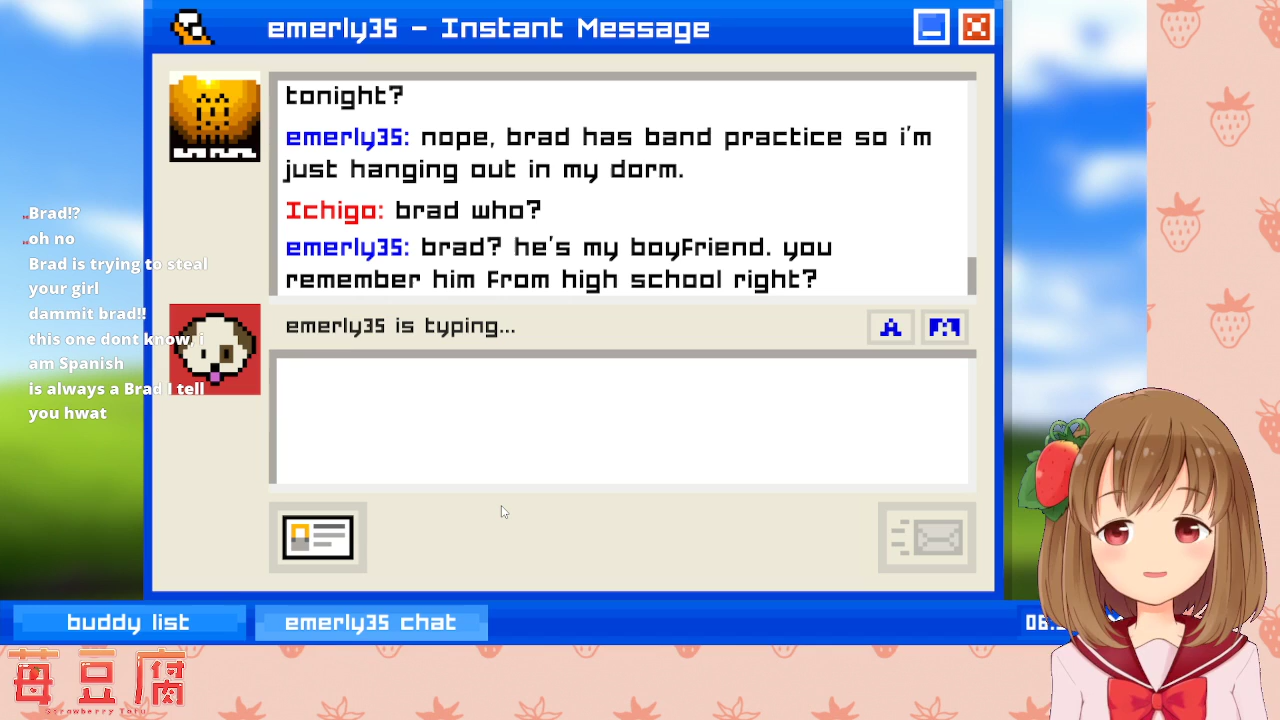 emerly35 - Instant Message
tonight?
emerly35: nope, brad has band practice so i'm
just hanging out in my dorm.
Ichigo: brad who?
emerly35: brad? he's my boyfriend. you
remember him from high school right?
emerly35 is typing...
A
Brad!?
oh no
Brad is trying to steal
your girl
dammit brad!!
this one dont know, i
am Spanish
is always a Brad I tell
you hwat
buddy list
emerly35 chat
苺豆腐
Strawberry Tofu